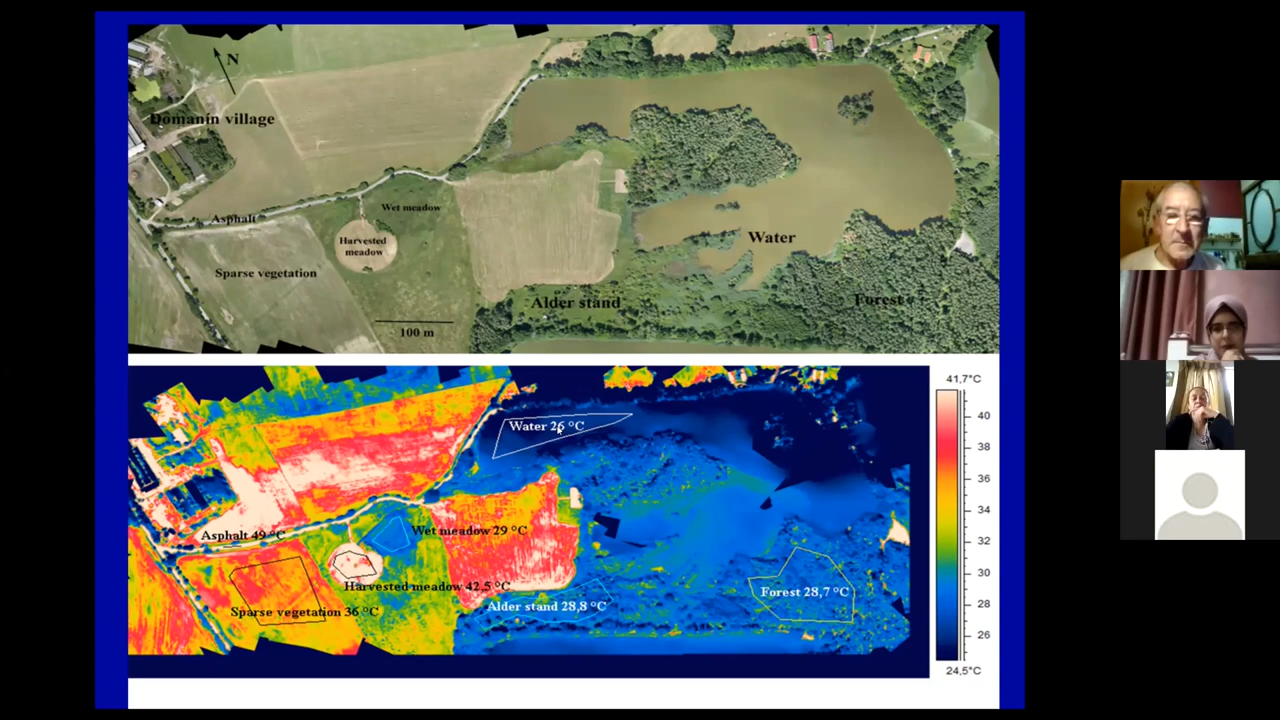 N
Domanín village
Asphalt
Wet meadow
Harvested
meadow
Sparse vegetation
Water
Alder stand
Forest
100 m
41,7°C
Water 26 °C
Asphalt 49 °C
Wet meadow 29 °C
Harvested meadow 42,5 °C
Sparse vegetation 36 °C
Alder stand 28,8 °C
Forest 28,7 °C
40
38
36
34
32
30
28
26
24,5°C